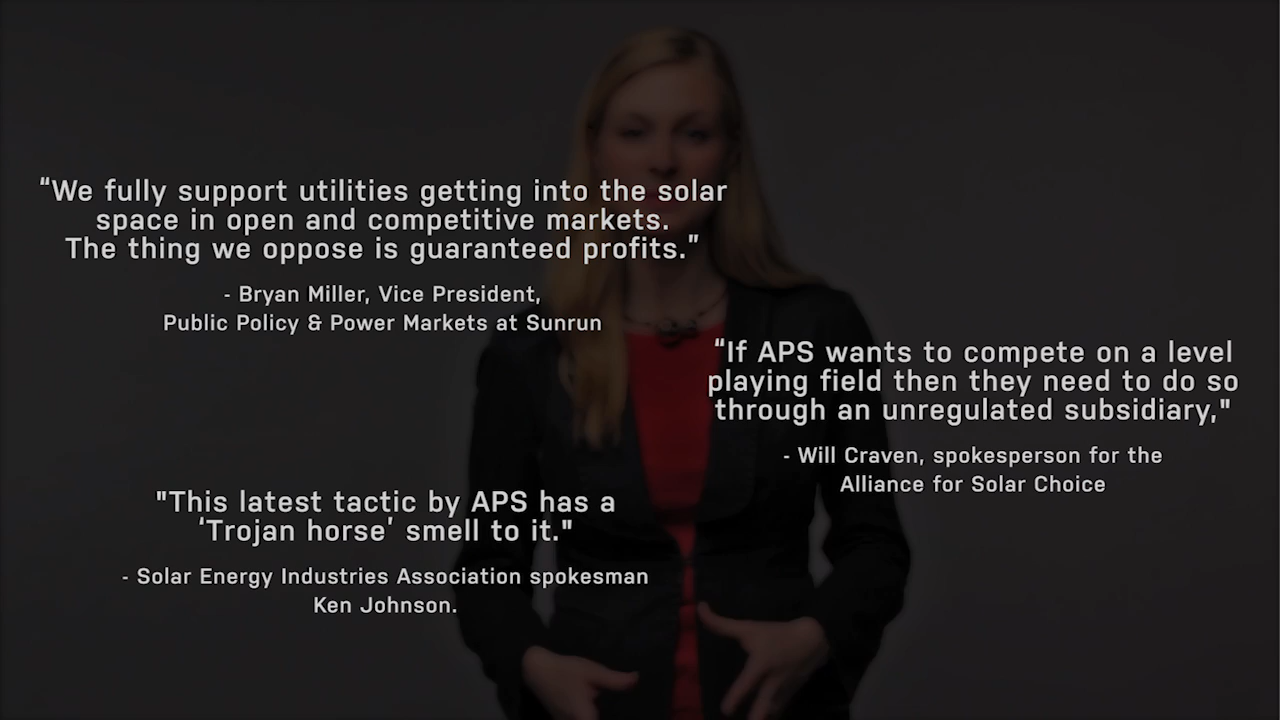 “We fully support utilities getting into the solar
space in open and competitive markets.
The thing we oppose is guaranteed profits.”
- Bryan Miller, Vice President,
Public Policy & Power Markets at Sunrun
“If APS wants to compete on a level
playing field then they need to do so
through an unregulated subsidiary,"
- Will Craven, spokesperson for the
Alliance for Solar Choice
"This latest tactic by APS has a
‘Trojan horse’ smell to it."
- Solar Energy Industries Association spokesman
Ken Johnson.